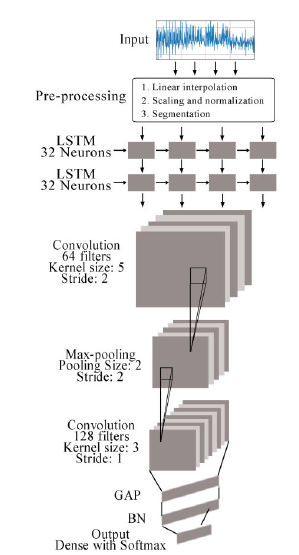 Input
Pre-processing
1. Linear interpolation
2. Scaling and normalization
3. Segmentation
LSTM
32 Neurons
LSTM
32 Neurons
Convolution
64 filters
Kernel size: 5
Stride: 2
Max-pooling
Pooling Size: 2
Stride: 2
Convolution
128 filters
Kernel size: 3
Stride: 1
GAP
BN
Output
Dense with Softmax